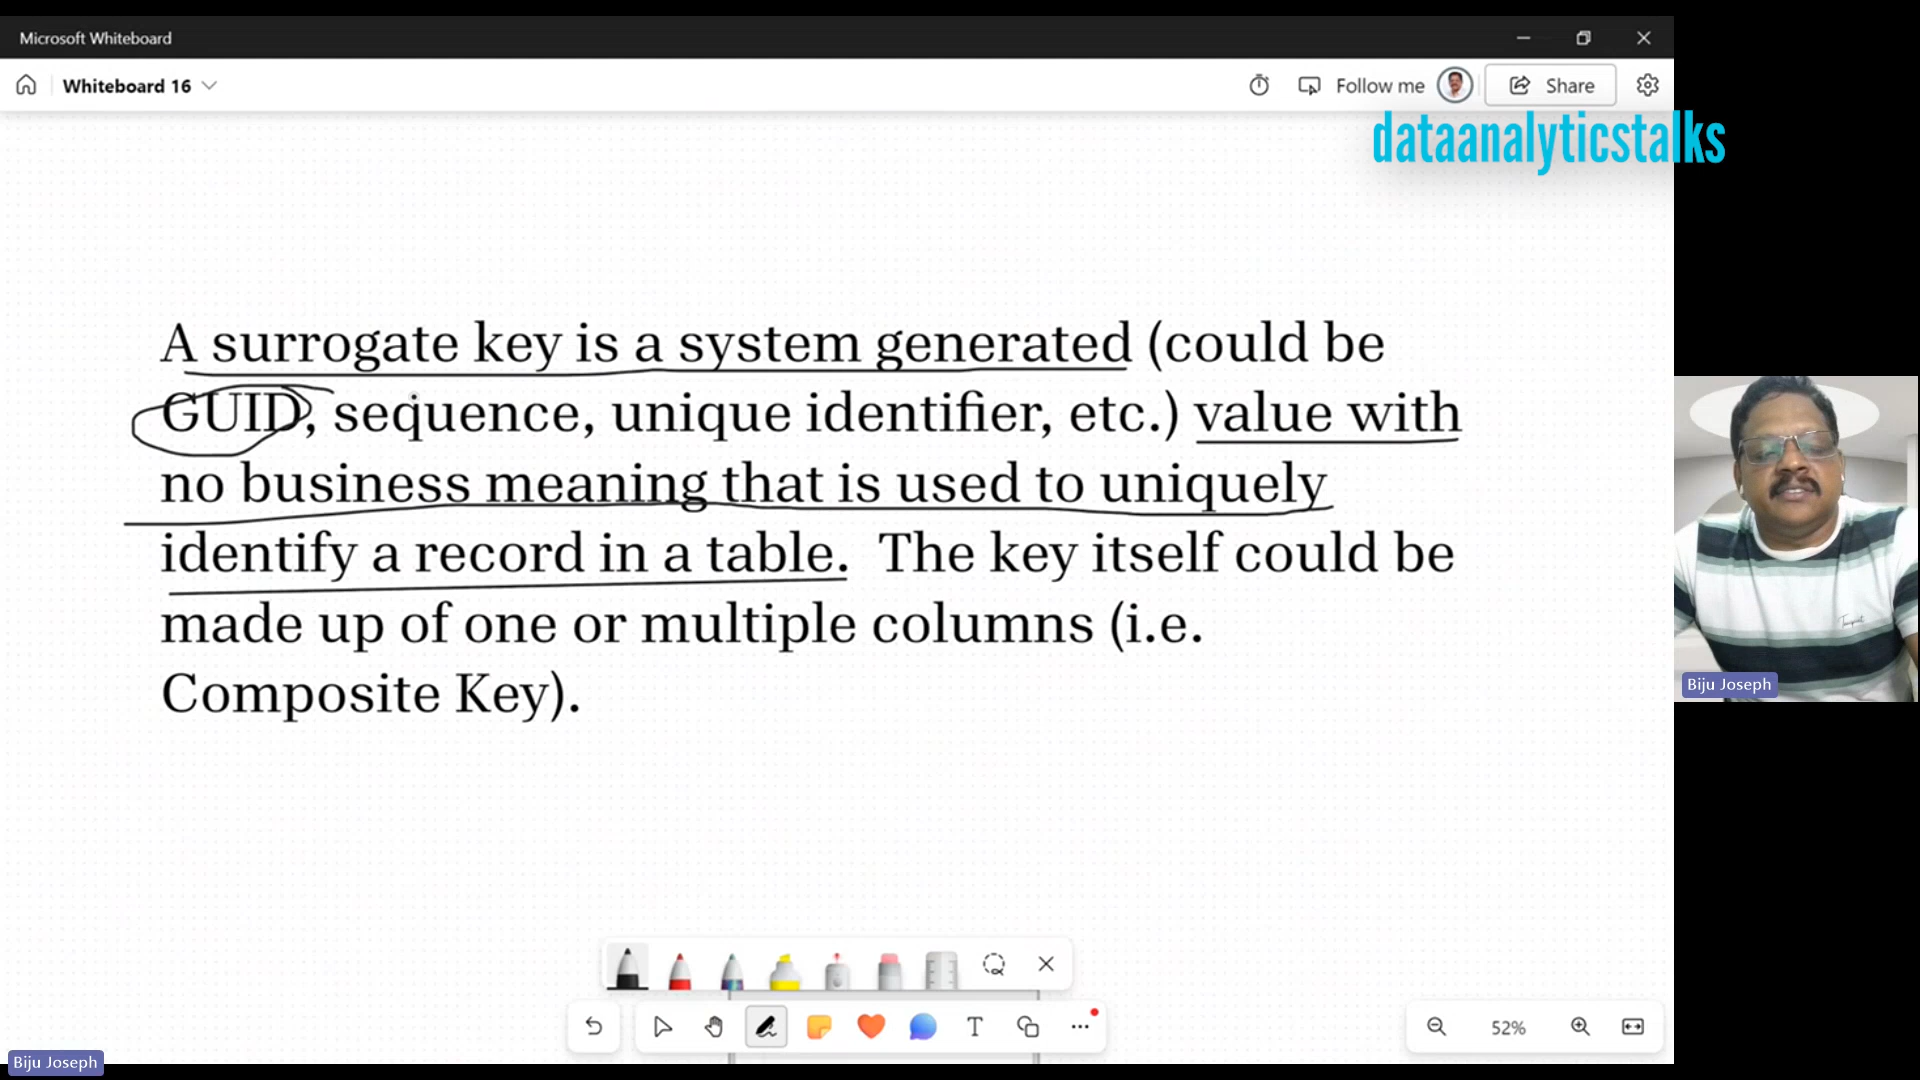 Microsoft Whiteboard
Whiteboard 16
Follow me
Share
dataanalyticstalks
A surrogate key is a system generated (could be
GUID, sequence, unique identifier, etc.) value with
no business meaning that is used to uniquely
identify a record in a table. The key itself could be
made up of one or multiple columns (i.e.
Composite Key).
Biju Joseph
52%
Biju Joseph